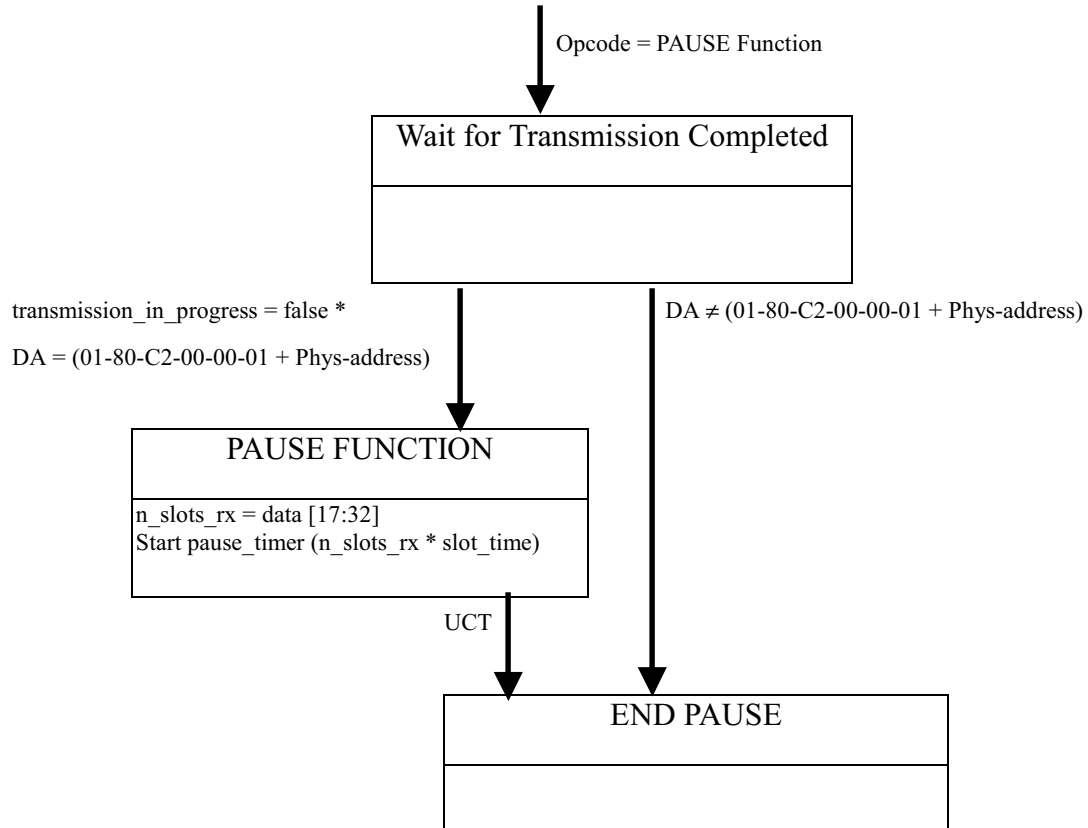 Opcode = PAUSE Function
Wait for Transmission Completed
transmission_in_progress = false *
DA = (01-80-C2-00-00-01 + Phys-address)
DA ≠ (01-80-C2-00-00-01 + Phys-address)
PAUSE FUNCTION
n_slots_rx = data [17:32]
Start pause_timer (n_slots_rx * slot_time)
UCT
END PAUSE